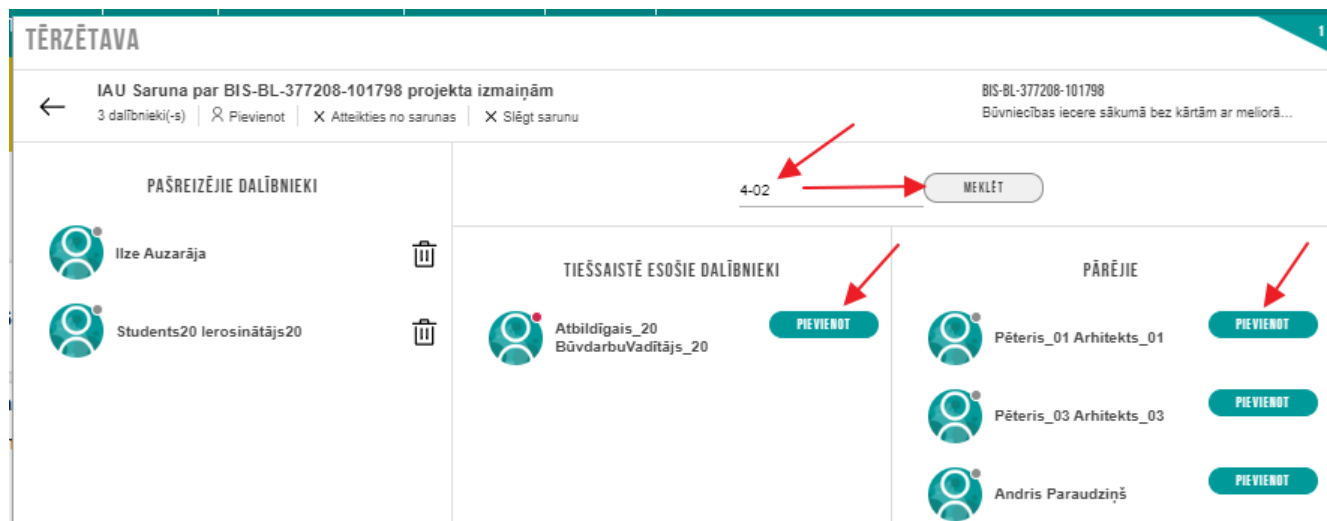 TĒRZĒTAVA
1
IAU Saruna par BIS-BL-377208-101798 projekta izmaiņām
3 dalībnieki(-s) Pievienot X Atteikties no sarunas X Slēgt sarunu
BIS-BL-377208-101798
Būvniecības iecere sākumā bez kārtām ar meliorā...
PAŠREIZĒJIE DALĪBNIEKI
Ilze Auzarāja
Students20 Ierosinātājs20
4-02
MEKLĒT
TIEŠSAISTĒ ESOŠIE DALĪBNIEKI
Atbildīgais_20
BūvdarbuVadītājs_20
PIEVIENOT
PĀRĒJIE
Pēteris_01 Arhitekts_01
PIEVIENOT
Pēteris_03 Arhitekts_03
PIEVIENOT
Andris Paraudziņš
PIEVIENOT